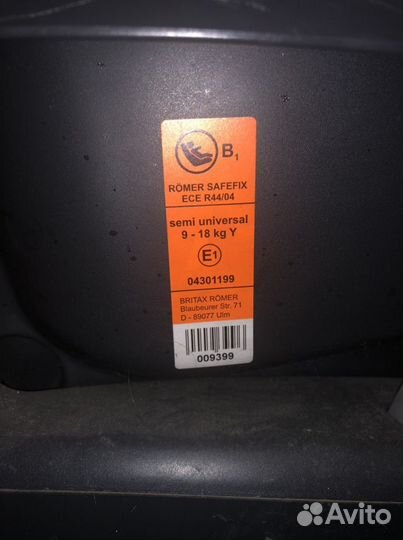 B1
RÖMER SAFEFIX
ECE R44/04
semi universal
9 - 18 kg Y
E1
04301199
BRITAX RÖMER
Blaubeurer Str. 71
D - 89077 Ulm
009399
Avito